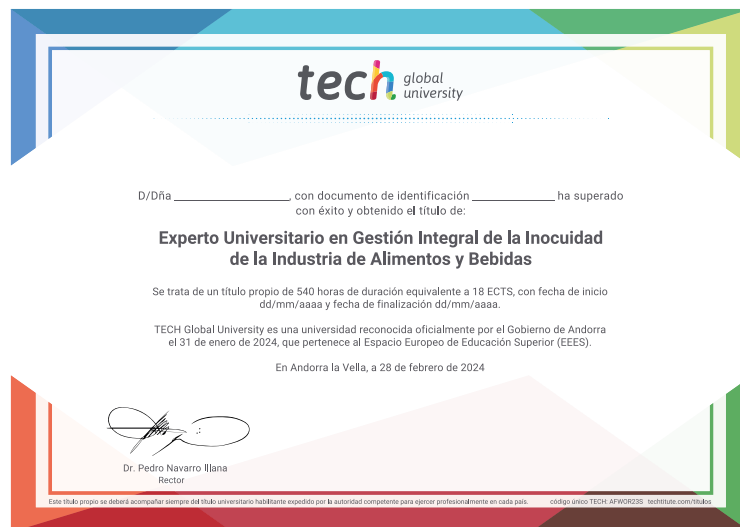 tech global university
D/Dña ____________________, con documento de identificación ______________ ha superado
con éxito y obtenido el título de:
Experto Universitario en Gestión Integral de la Inocuidad
de la Industria de Alimentos y Bebidas
Se trata de un título propio de 540 horas de duración equivalente a 18 ECTS, con fecha de inicio
dd/mm/aaaa y fecha de finalización dd/mm/aaaa.
TECH Global University es una universidad reconocida oficialmente por el Gobierno de Andorra
el 31 de enero de 2024, que pertenece al Espacio Europeo de Educación Superior (EEES).
En Andorra la Vella, a 28 de febrero de 2024
Dr. Pedro Navarro Illana
Rector
Este título propio se deberá acompañar siempre del título universitario habilitante expedido por la autoridad competente para ejercer profesionalmente en cada país. código único TECH: AFWOR23S techtitute.com/titulos